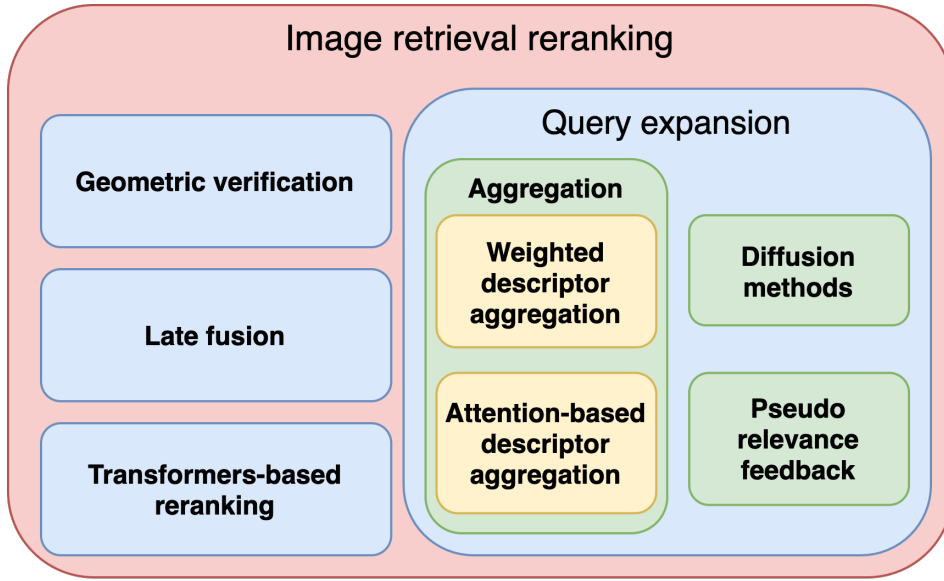 Image retrieval reranking
Geometric verification
Late fusion
Transformers-based
reranking
Query expansion
Aggregation
Weighted
descriptor
aggregation
Attention-based
descriptor
aggregation
Diffusion
methods
Pseudo
relevance
feedback